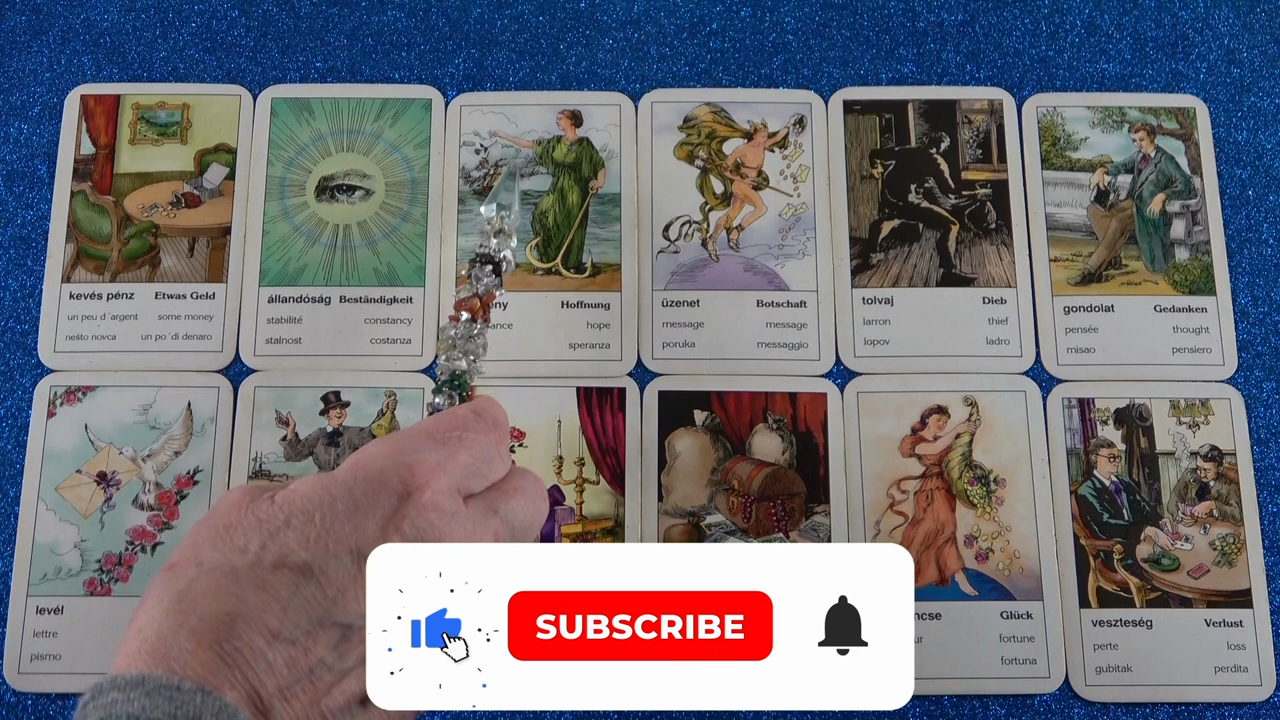 kevés pénz Etwas Geld
un peu d´argent some money
nešto novca un po´di denaro
állandóság Beständigkeit
stabilité constancy
stalnost costanza
Hoffnung
hope
speranza
üzenet Botschaft
message message
poruka messaggio
tolvaj Dieb
larron thief
lopov ladro
gondolat Gedanken
pensée thought
misao pensiero
levél
lettre
pismo
SUBSCRIBE
Glück
fortune
fortuna
veszteség Verlust
perte loss
gubitak perdita